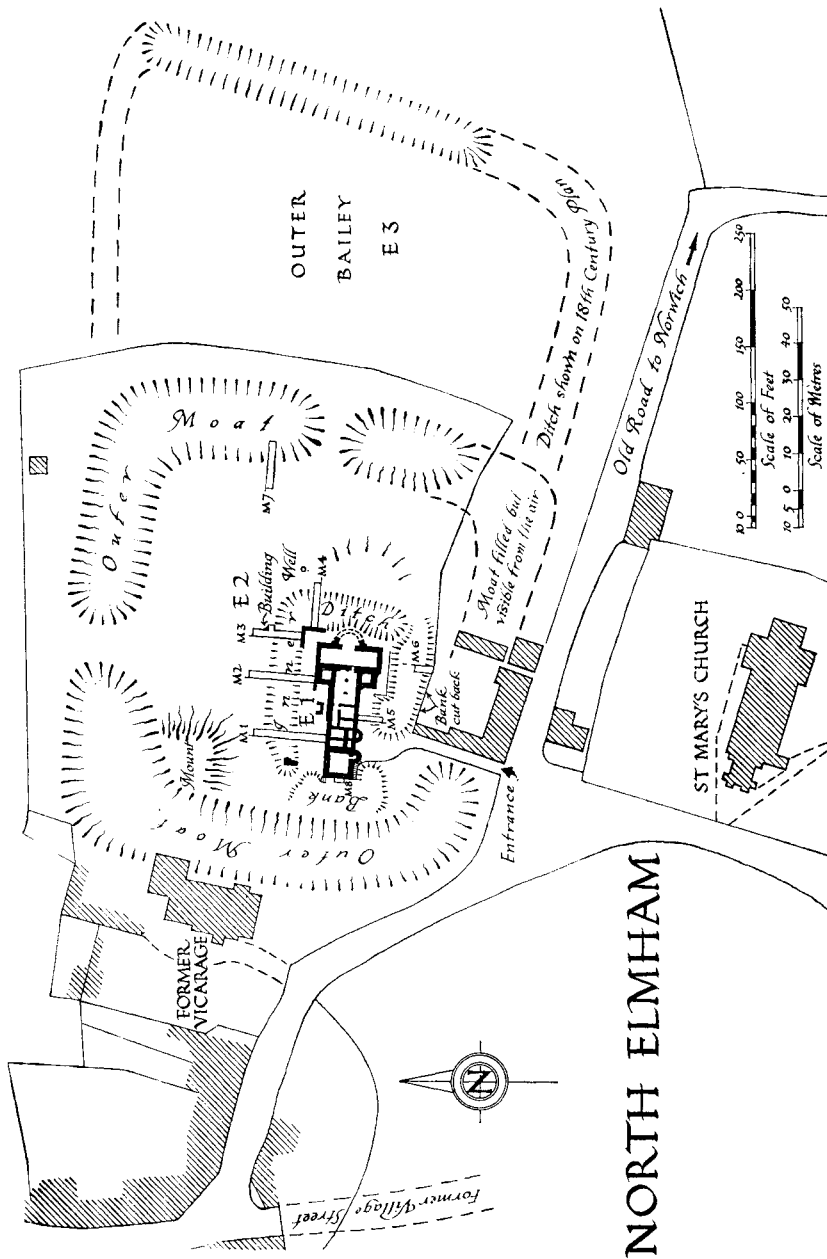 NORTH ELMHAM
FORMER
VICARAGE
Former Village Street
N
Outer Moat
Mount
Bank
Outer
Moat
Inner
Ditch
E1
E2
Building
Well
M1
M2
M3
M4
M5
M6
M7
M8
Bank
cut back
Entrance
OUTER
BAILEY
E3
Moat filled but
visible from the air
Ditch shown on 18th Century Plan
Old Road to Norwich
ST MARY'S CHURCH
10 0 50 100 150 200 250
Scale of Feet
10 5 0 10 20 30 40 50
Scale of Metres